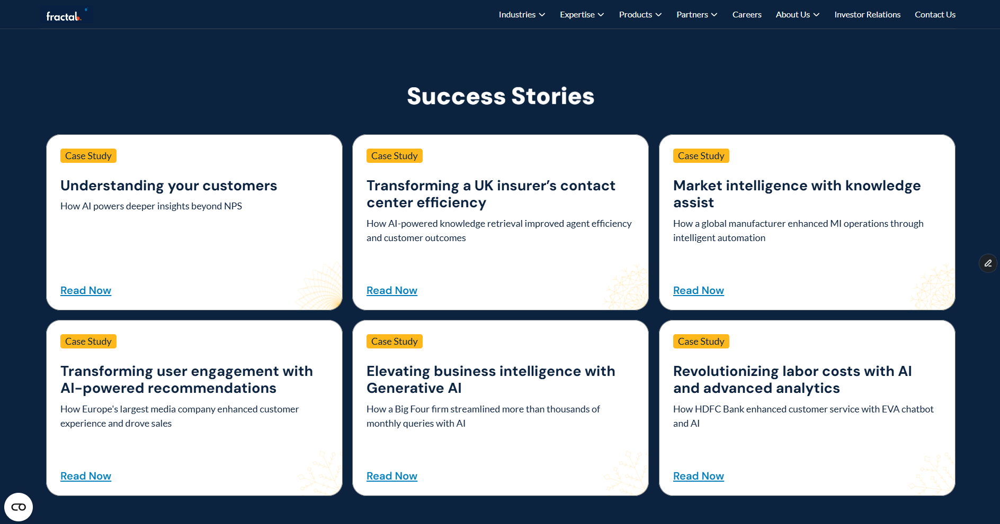 fractal
Industries
Expertise
Products
Partners
Careers
About Us
Investor Relations
Contact Us
Success Stories
Case Study
Understanding your customers
How AI powers deeper insights beyond NPS
Read Now
Case Study
Transforming a UK insurer’s contact
center efficiency
How AI-powered knowledge retrieval improved agent efficiency
and customer outcomes
Read Now
Case Study
Market intelligence with knowledge
assist
How a global manufacturer enhanced MI operations through
intelligent automation
Read Now
Case Study
Transforming user engagement with
AI-powered recommendations
How Europe's largest media company enhanced customer
experience and drove sales
Read Now
Case Study
Elevating business intelligence with
Generative AI
How a Big Four firm streamlined more than thousands of
monthly queries with AI
Read Now
Case Study
Revolutionizing labor costs with AI
and advanced analytics
How HDFC Bank enhanced customer service with EVA chatbot
and AI
Read Now